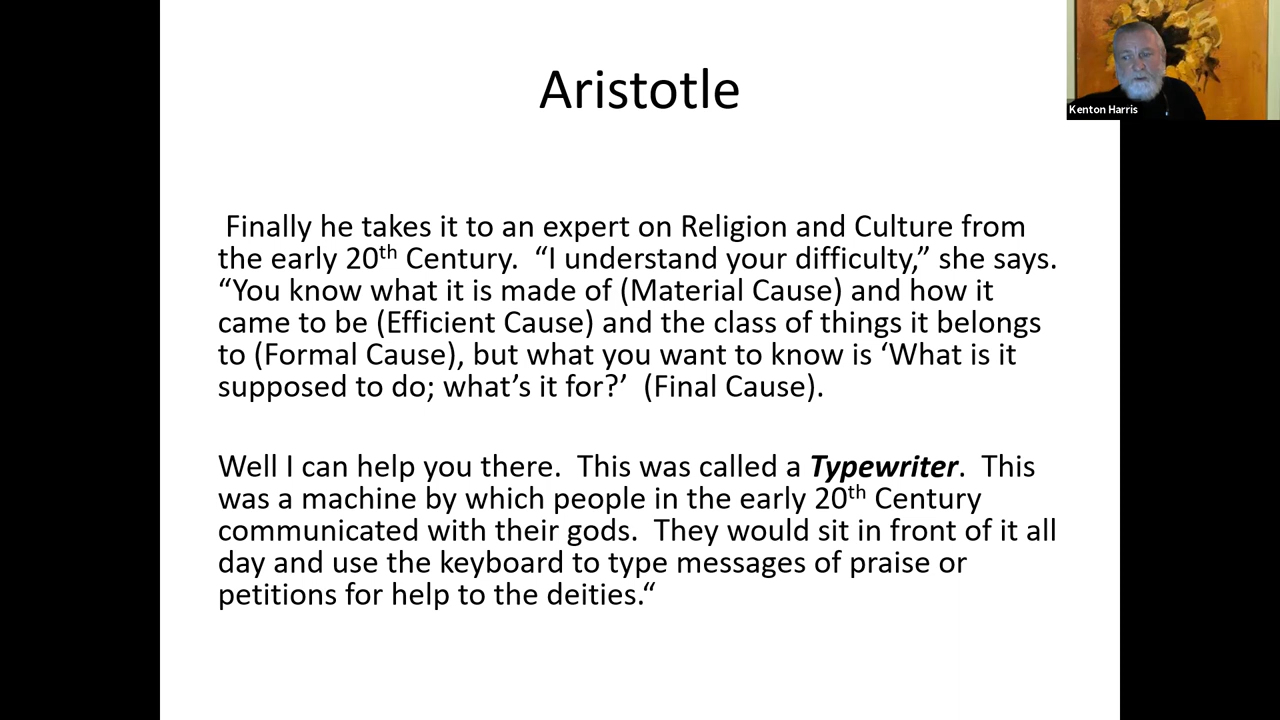 Aristotle
Kenton Harris
Finally he takes it to an expert on Religion and Culture from
the early 20th Century.  “I understand your difficulty,” she says.
“You know what it is made of (Material Cause) and how it
came to be (Efficient Cause) and the class of things it belongs
to (Formal Cause), but what you want to know is ‘What is it
supposed to do; what’s it for?’  (Final Cause).
Well I can help you there.  This was called a Typewriter.  This
was a machine by which people in the early 20th Century
communicated with their gods.  They would sit in front of it all
day and use the keyboard to type messages of praise or
petitions for help to the deities.“